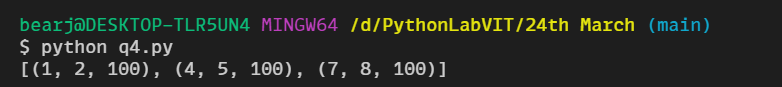 bearj@DESKTOP-TLR5UN4 MINGW64 /d/PythonLabVIT/24th March (main)
$ python q4.py
[(1, 2, 100), (4, 5, 100), (7, 8, 100)]